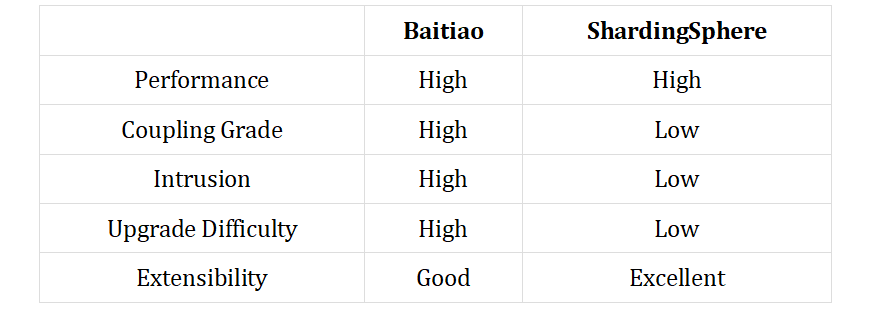 Baitiao ShardingSphere
Performance High High
Coupling Grade High Low
Intrusion High Low
Upgrade Difficulty High Low
Extensibility Good Excellent